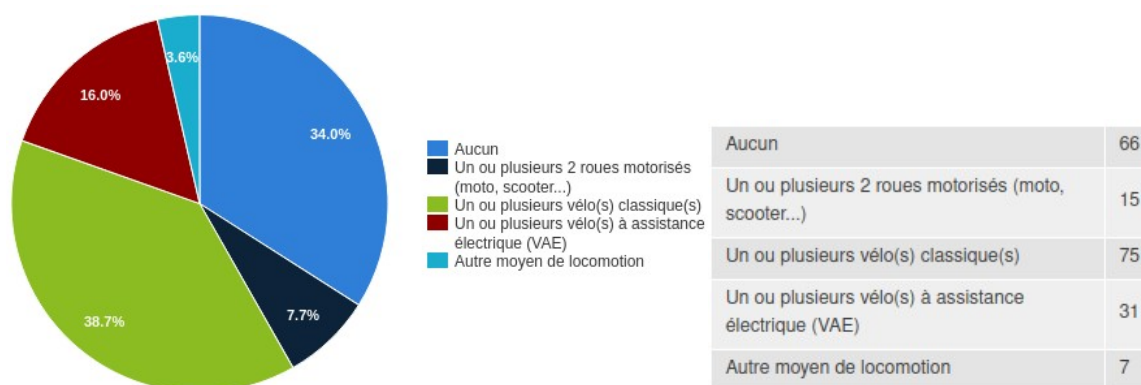 3.6%
16.0%
34.0%
38.7%
7.7%
Aucun
Un ou plusieurs 2 roues motorisés
(moto, scooter...)
Un ou plusieurs vélo(s) classique(s)
Un ou plusieurs vélo(s) à assistance
électrique (VAE)
Autre moyen de locomotion
Aucun 66
Un ou plusieurs 2 roues motorisés (moto,
scooter...) 15
Un ou plusieurs vélo(s) classique(s) 75
Un ou plusieurs vélo(s) à assistance
électrique (VAE) 31
Autre moyen de locomotion 7